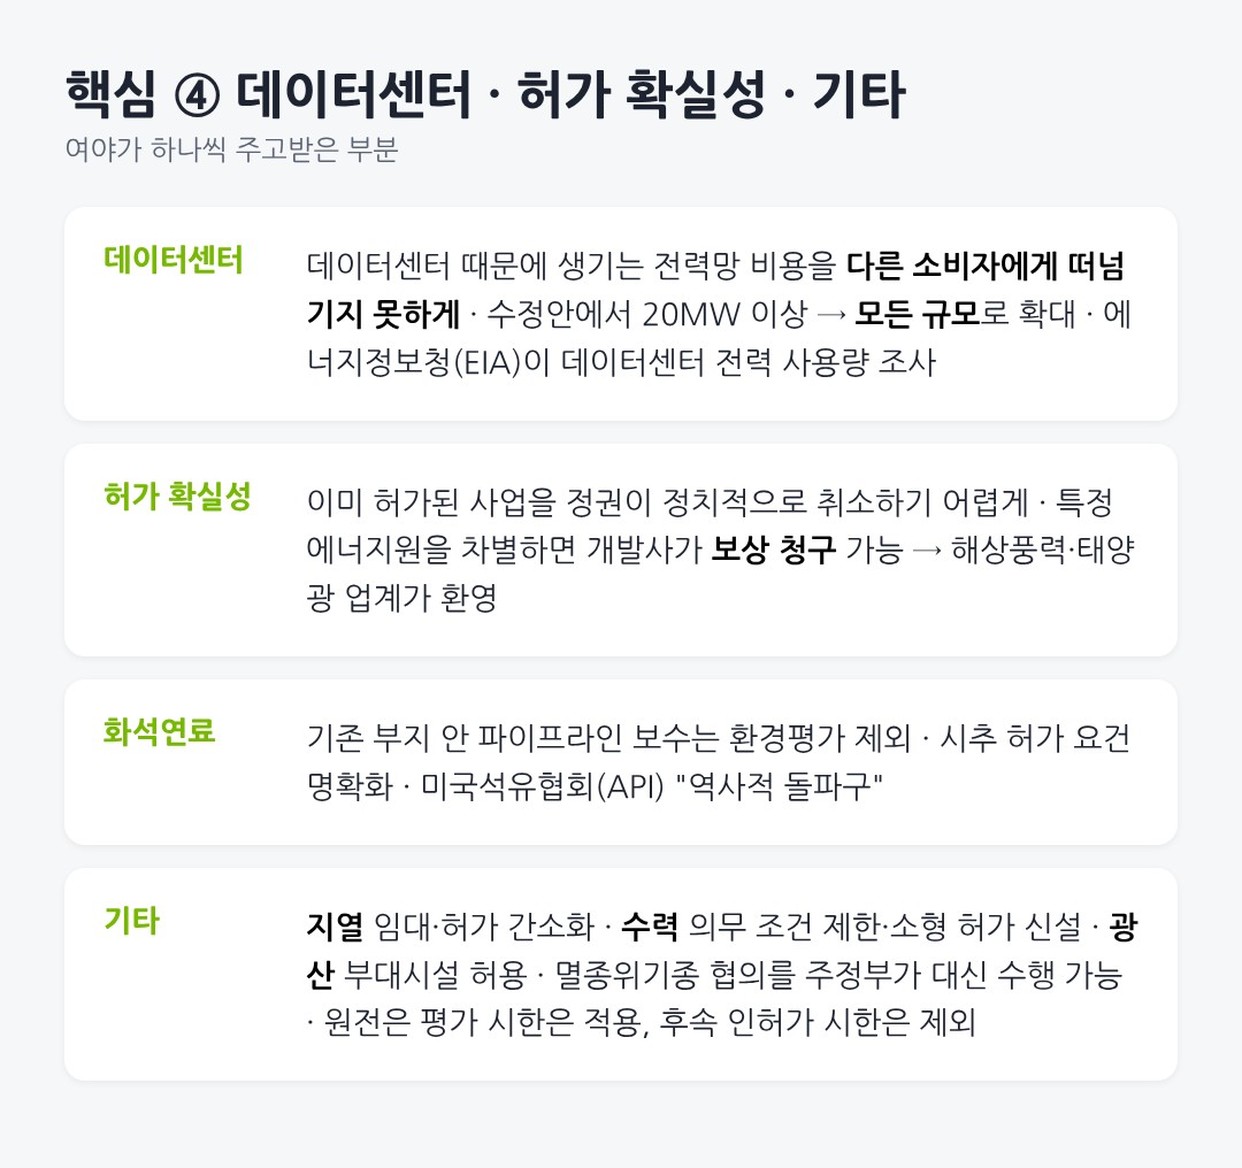 핵심 ④ 데이터센터 · 허가 확실성 · 기타
여야가 하나씩 주고받은 부분
데이터센터
데이터센터 때문에 생기는 전력망 비용을 다른 소비자에게 떠넘
기지 못하게 · 수정안에서 20MW 이상 → 모든 규모로 확대 · 에
너지정보청(EIA)이 데이터센터 전력 사용량 조사
허가 확실성
이미 허가된 사업을 정권이 정치적으로 취소하기 어렵게 · 특정
에너지원을 차별하면 개발사가 보상 청구 가능 → 해상풍력·태양
광 업계가 환영
화석연료
기존 부지 안 파이프라인 보수는 환경평가 제외 · 시추 허가 요건
명확화 · 미국석유협회(API) "역사적 돌파구"
기타
지열 임대·허가 간소화 · 수력 의무 조건 제한·소형 허가 신설 · 광
산 부대시설 허용 · 멸종위기종 협의를 주정부가 대신 수행 가능
· 원전은 평가 시한은 적용, 후속 인허가 시한은 제외